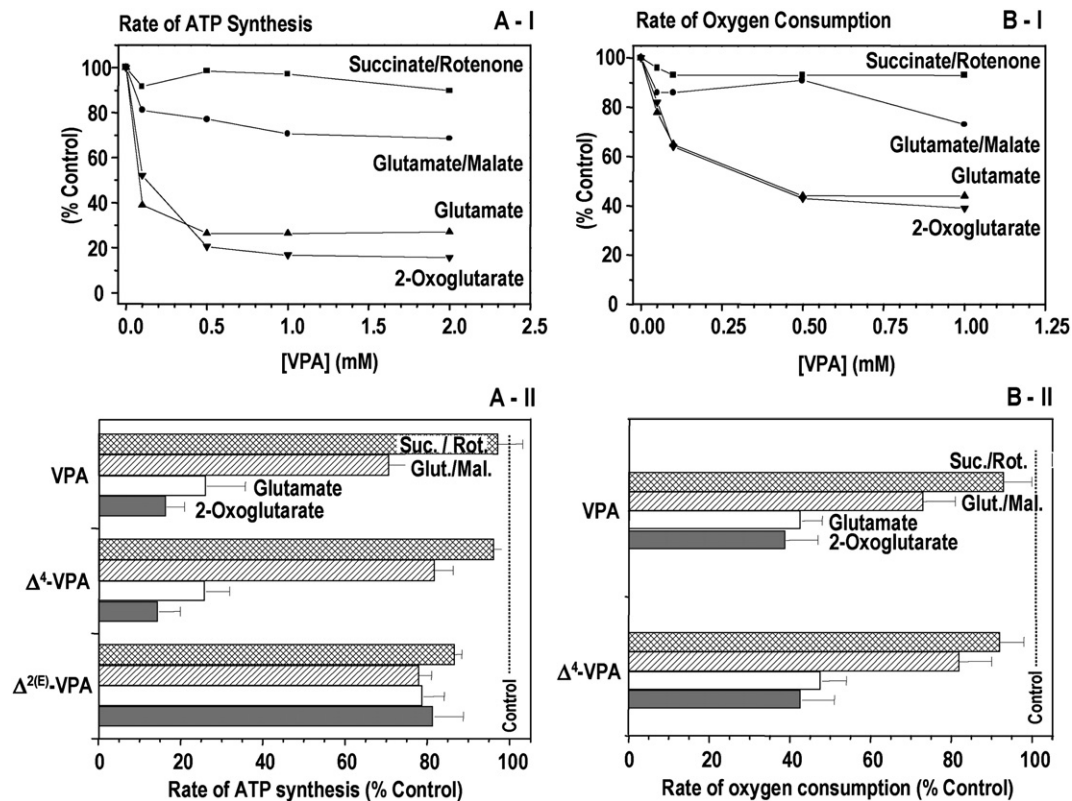 Rate of ATP Synthesis
A - I
100
80
60
40
20
0
(% Control)
Succinate/Rotenone
Glutamate/Malate
Glutamate
2-Oxoglutarate
0.0 0.5 1.0 1.5 2.0 2.5
[VPA] (mM)
Rate of Oxygen Consumption
B - I
100
80
60
40
20
0
(% Control)
Succinate/Rotenone
Glutamate/Malate
Glutamate
2-Oxoglutarate
0.00 0.25 0.50 0.75 1.00 1.25
[VPA] (mM)
A - II
VPA
Suc. / Rot.
Glut./Mal.
Glutamate
2-Oxoglutarate
Δ⁴-VPA
Δ²⁽ᴱ⁾-VPA
Control
0 20 40 60 80 100
Rate of ATP synthesis (% Control)
B - II
VPA
Suc./Rot.
Glut./Mal.
Glutamate
2-Oxoglutarate
Δ⁴-VPA
Control
0 20 40 60 80 100
Rate of oxygen consumption (% Control)